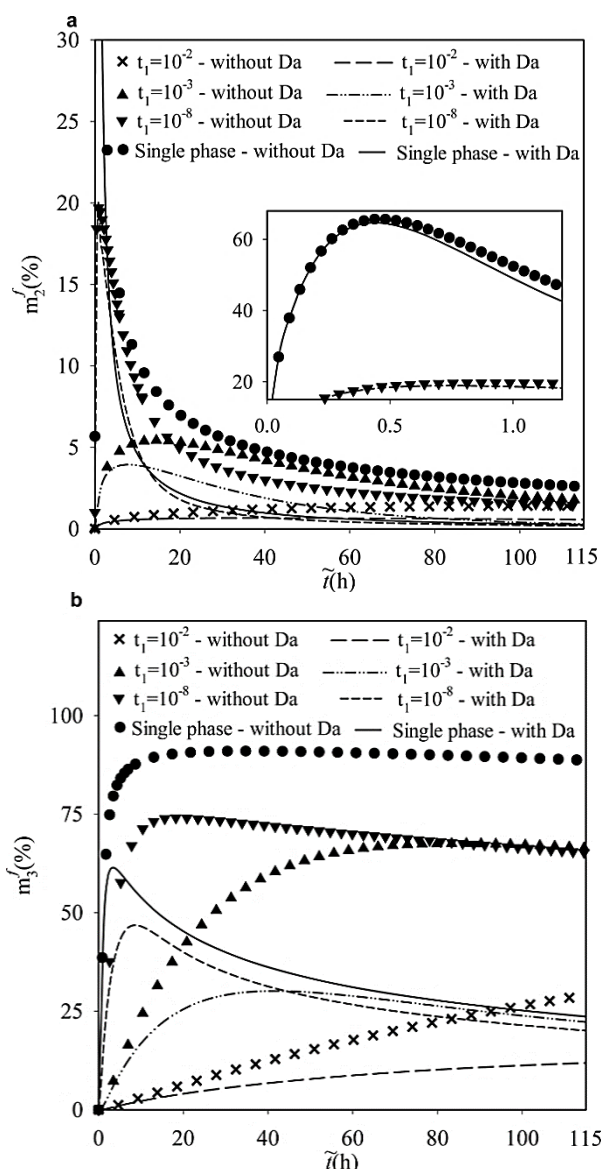 a
30
× t₁=10⁻² - without Da — — t₁=10⁻² - with Da
▲ t₁=10⁻³ - without Da —···— t₁=10⁻³ - with Da
25
▼ t₁=10⁻⁸ - without Da ----- t₁=10⁻⁸ - with Da
● Single phase - without Da — Single phase - with Da
20
60
15
40
m₂ᶠ(%)
20
10
0.0 0.5 1.0
5
0
0 20 40 60 80 100 115
t̃(h)
b
× t₁=10⁻² - without Da — — t₁=10⁻² - with Da
▲ t₁=10⁻³ - without Da —···— t₁=10⁻³ - with Da
▼ t₁=10⁻⁸ - without Da ----- t₁=10⁻⁸ - with Da
100
● Single phase - without Da — Single phase - with Da
75
m₃ᶠ(%)
50
25
0
0 20 40 60 80 100 115
t̃(h)